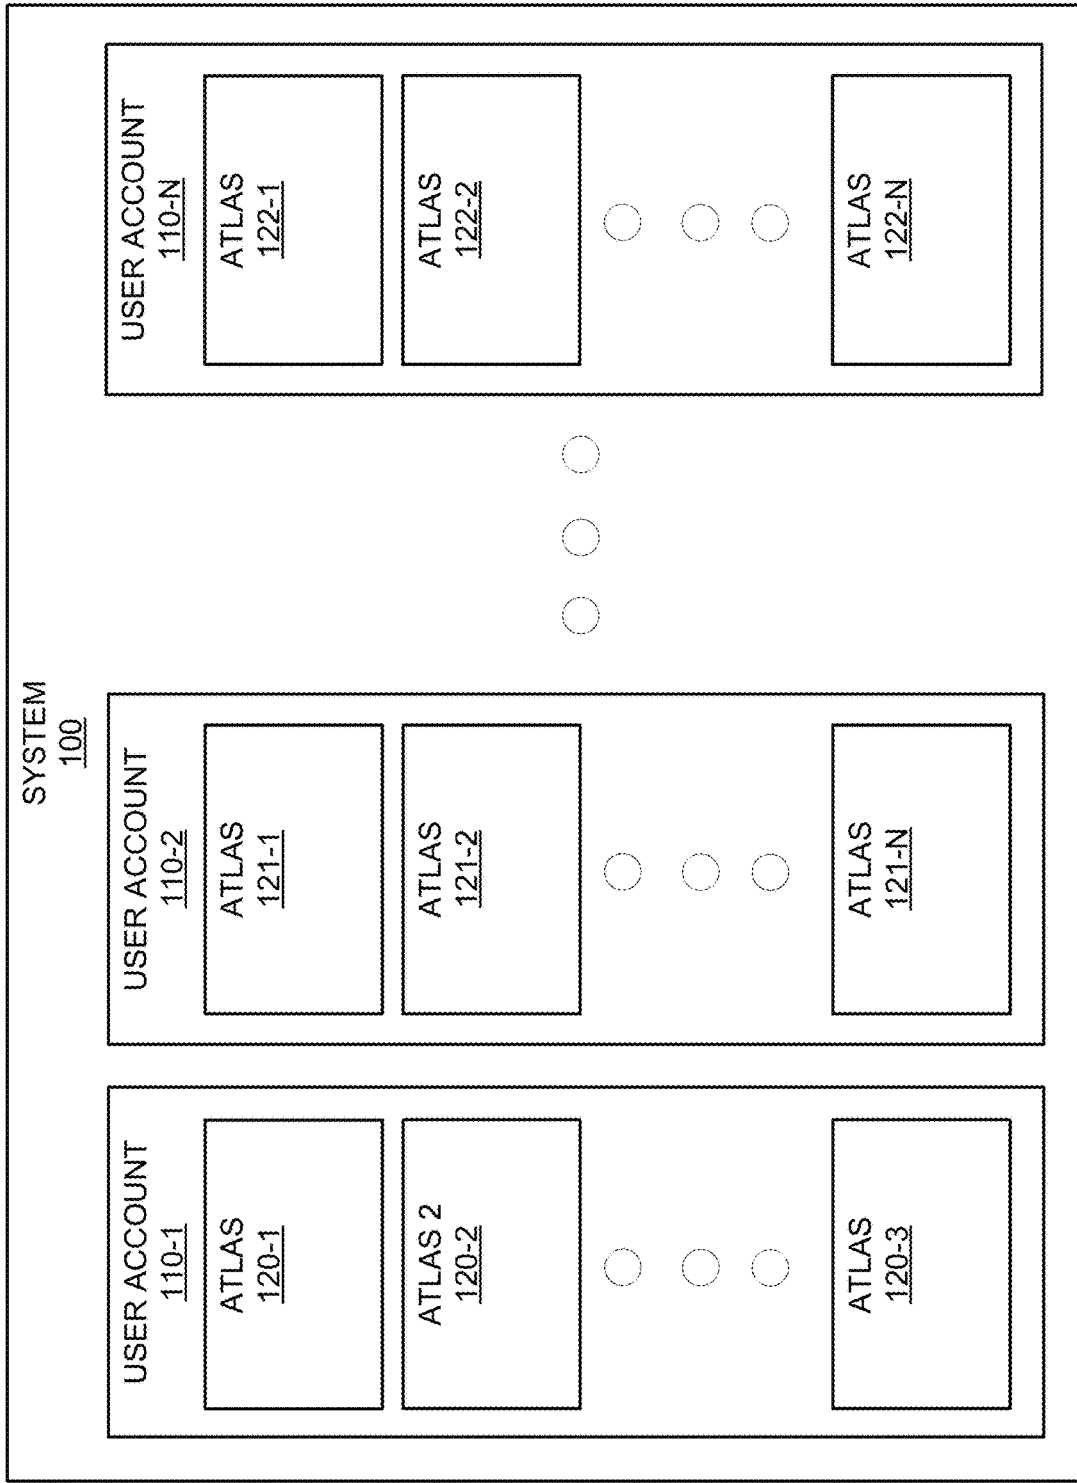 SYSTEM
100
USER ACCOUNT
110-1
ATLAS
120-1
ATLAS 2
120-2
ATLAS
120-3
USER ACCOUNT
110-2
ATLAS
121-1
ATLAS
121-2
ATLAS
121-N
USER ACCOUNT
110-N
ATLAS
122-1
ATLAS
122-2
ATLAS
122-N